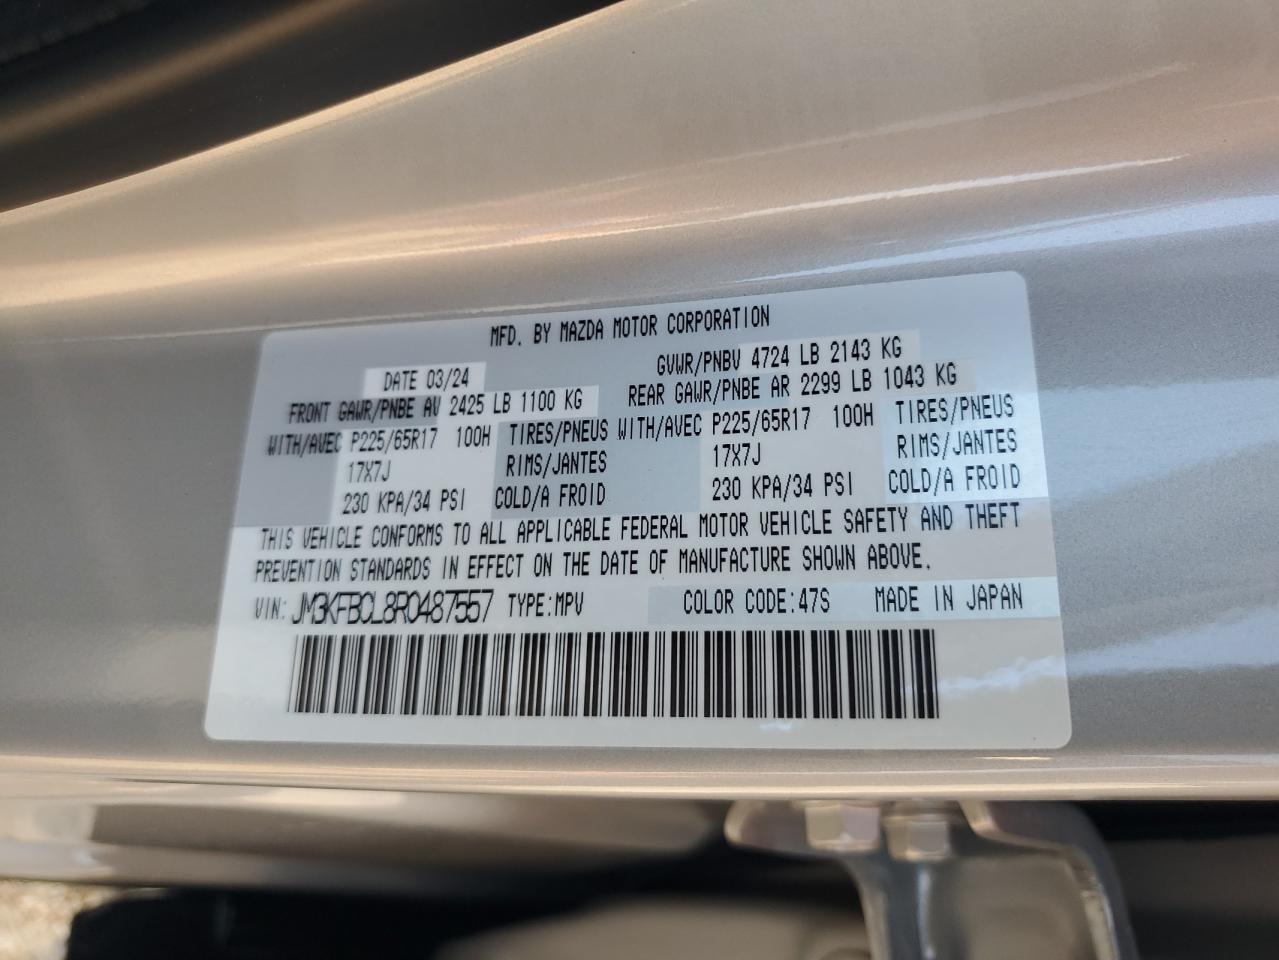 MFD. BY MAZDA MOTOR CORPORATION
DATE 03/24 GVWR/PNBV 4724 LB 2143 KG
FRONT GAWR/PNBE AV 2425 LB 1100 KG REAR GAWR/PNBE AR 2299 LB 1043 KG
WITH/AVEC P225/65R17 100H TIRES/PNEUS WITH/AVEC P225/65R17 100H TIRES/PNEUS
17X7J RIMS/JANTES 17X7J RIMS/JANTES
230 KPA/34 PSI COLD/A FROID 230 KPA/34 PSI COLD/A FROID
THIS VEHICLE CONFORMS TO ALL APPLICABLE FEDERAL MOTOR VEHICLE SAFETY AND THEFT
PREVENTION STANDARDS IN EFFECT ON THE DATE OF MANUFACTURE SHOWN ABOVE.
VIN: JM3KFBCL8R0487557 TYPE:MPV COLOR CODE:47S MADE IN JAPAN